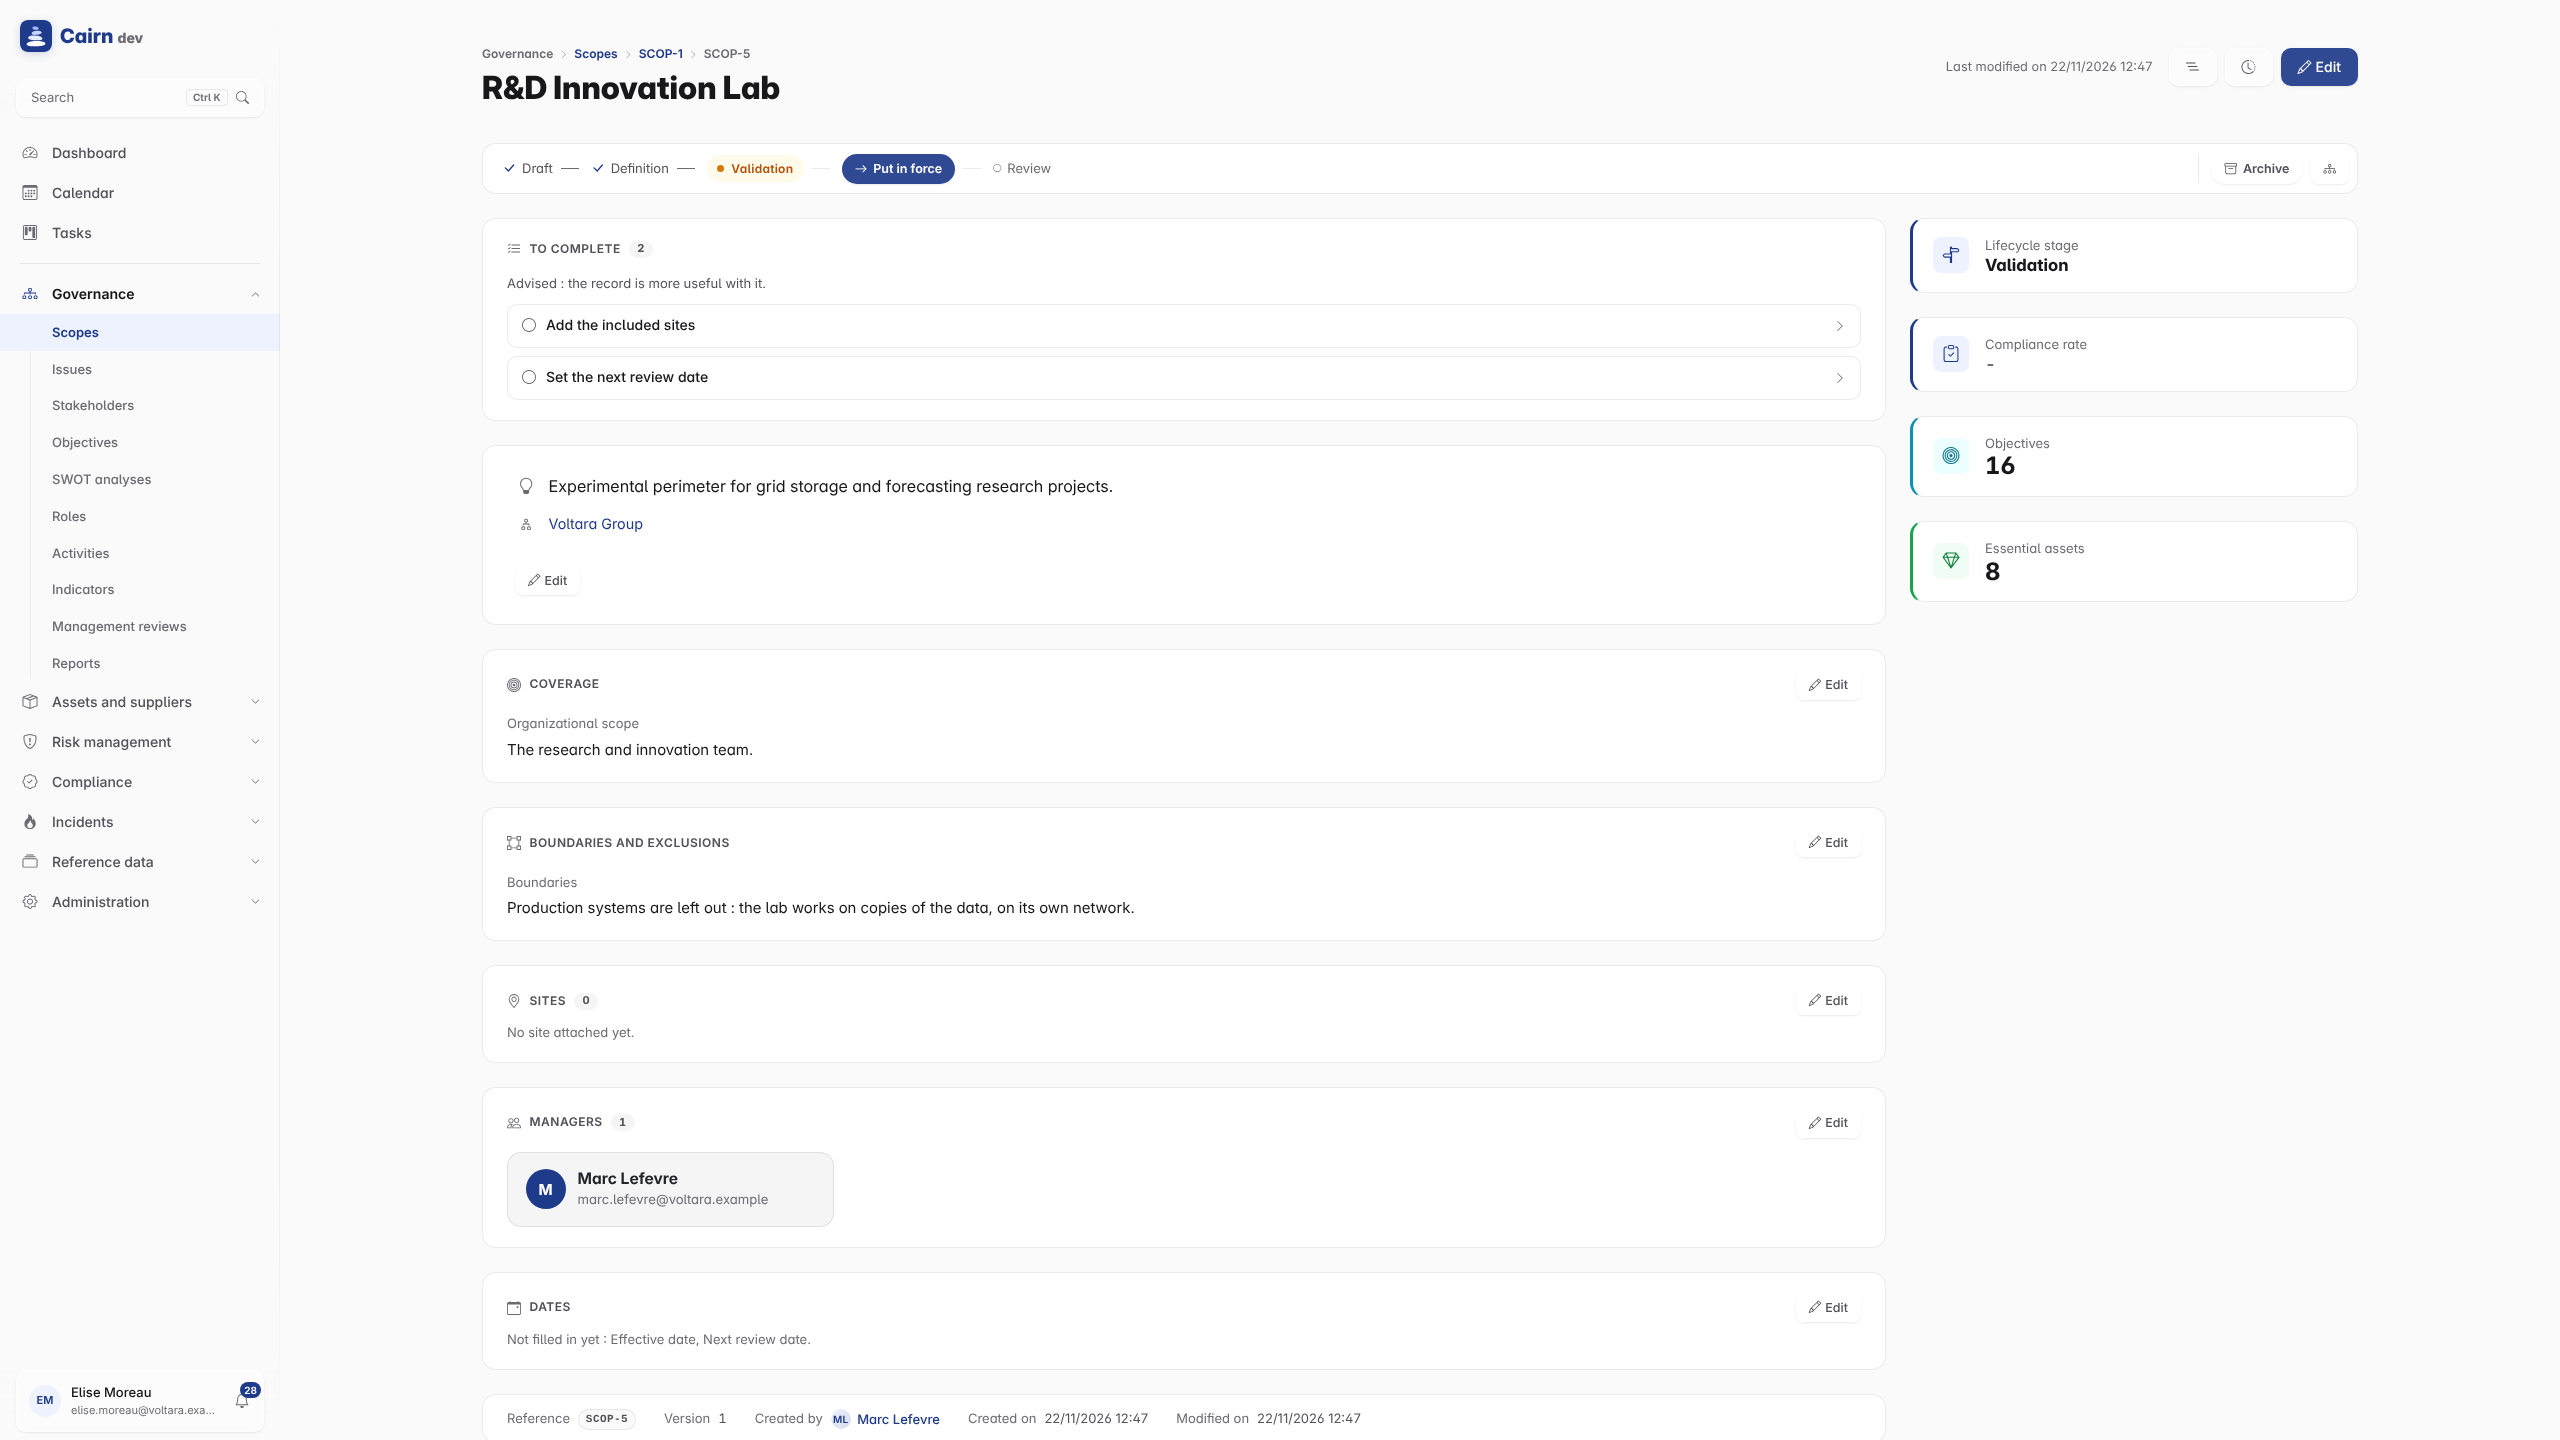 Cairn dev
Search Ctrl K
Dashboard
Calendar
Tasks
Governance
Scopes
Issues
Stakeholders
Objectives
SWOT analyses
Roles
Activities
Indicators
Management reviews
Reports
Assets and suppliers
Risk management
Compliance
Incidents
Reference data
Administration
EM Elise Moreau
elise.moreau@voltara.exa...
28
Governance Scopes SCOP-1 SCOP-5
R&D Innovation Lab
Last modified on 22/11/2026 12:47 Edit
Draft Definition Validation Put in force Review Archive
TO COMPLETE 2
Advised : the record is more useful with it.
Add the included sites
Set the next review date
Experimental perimeter for grid storage and forecasting research projects.
Voltara Group
Edit
COVERAGE Edit
Organizational scope
The research and innovation team.
BOUNDARIES AND EXCLUSIONS Edit
Boundaries
Production systems are left out : the lab works on copies of the data, on its own network.
SITES 0 Edit
No site attached yet.
MANAGERS 1 Edit
M Marc Lefevre
marc.lefevre@voltara.example
DATES Edit
Not filled in yet : Effective date, Next review date.
Reference SCOP-5 Version 1 Created by ML Marc Lefevre Created on 22/11/2026 12:47 Modified on 22/11/2026 12:47
Lifecycle stage
Validation
Compliance rate
-
Objectives
16
Essential assets
8